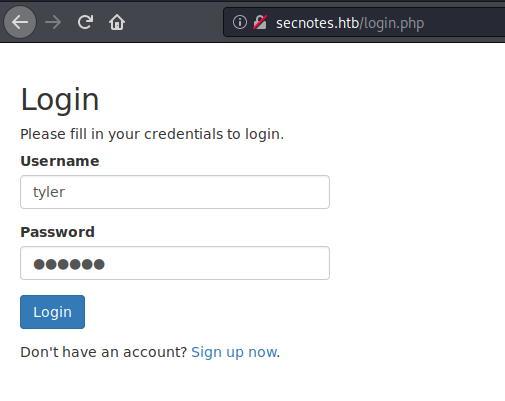 secnotes.htb/login.php
Login
Please fill in your credentials to login.
Username
tyler
Password
●●●●●●
Login
Don't have an account? Sign up now.